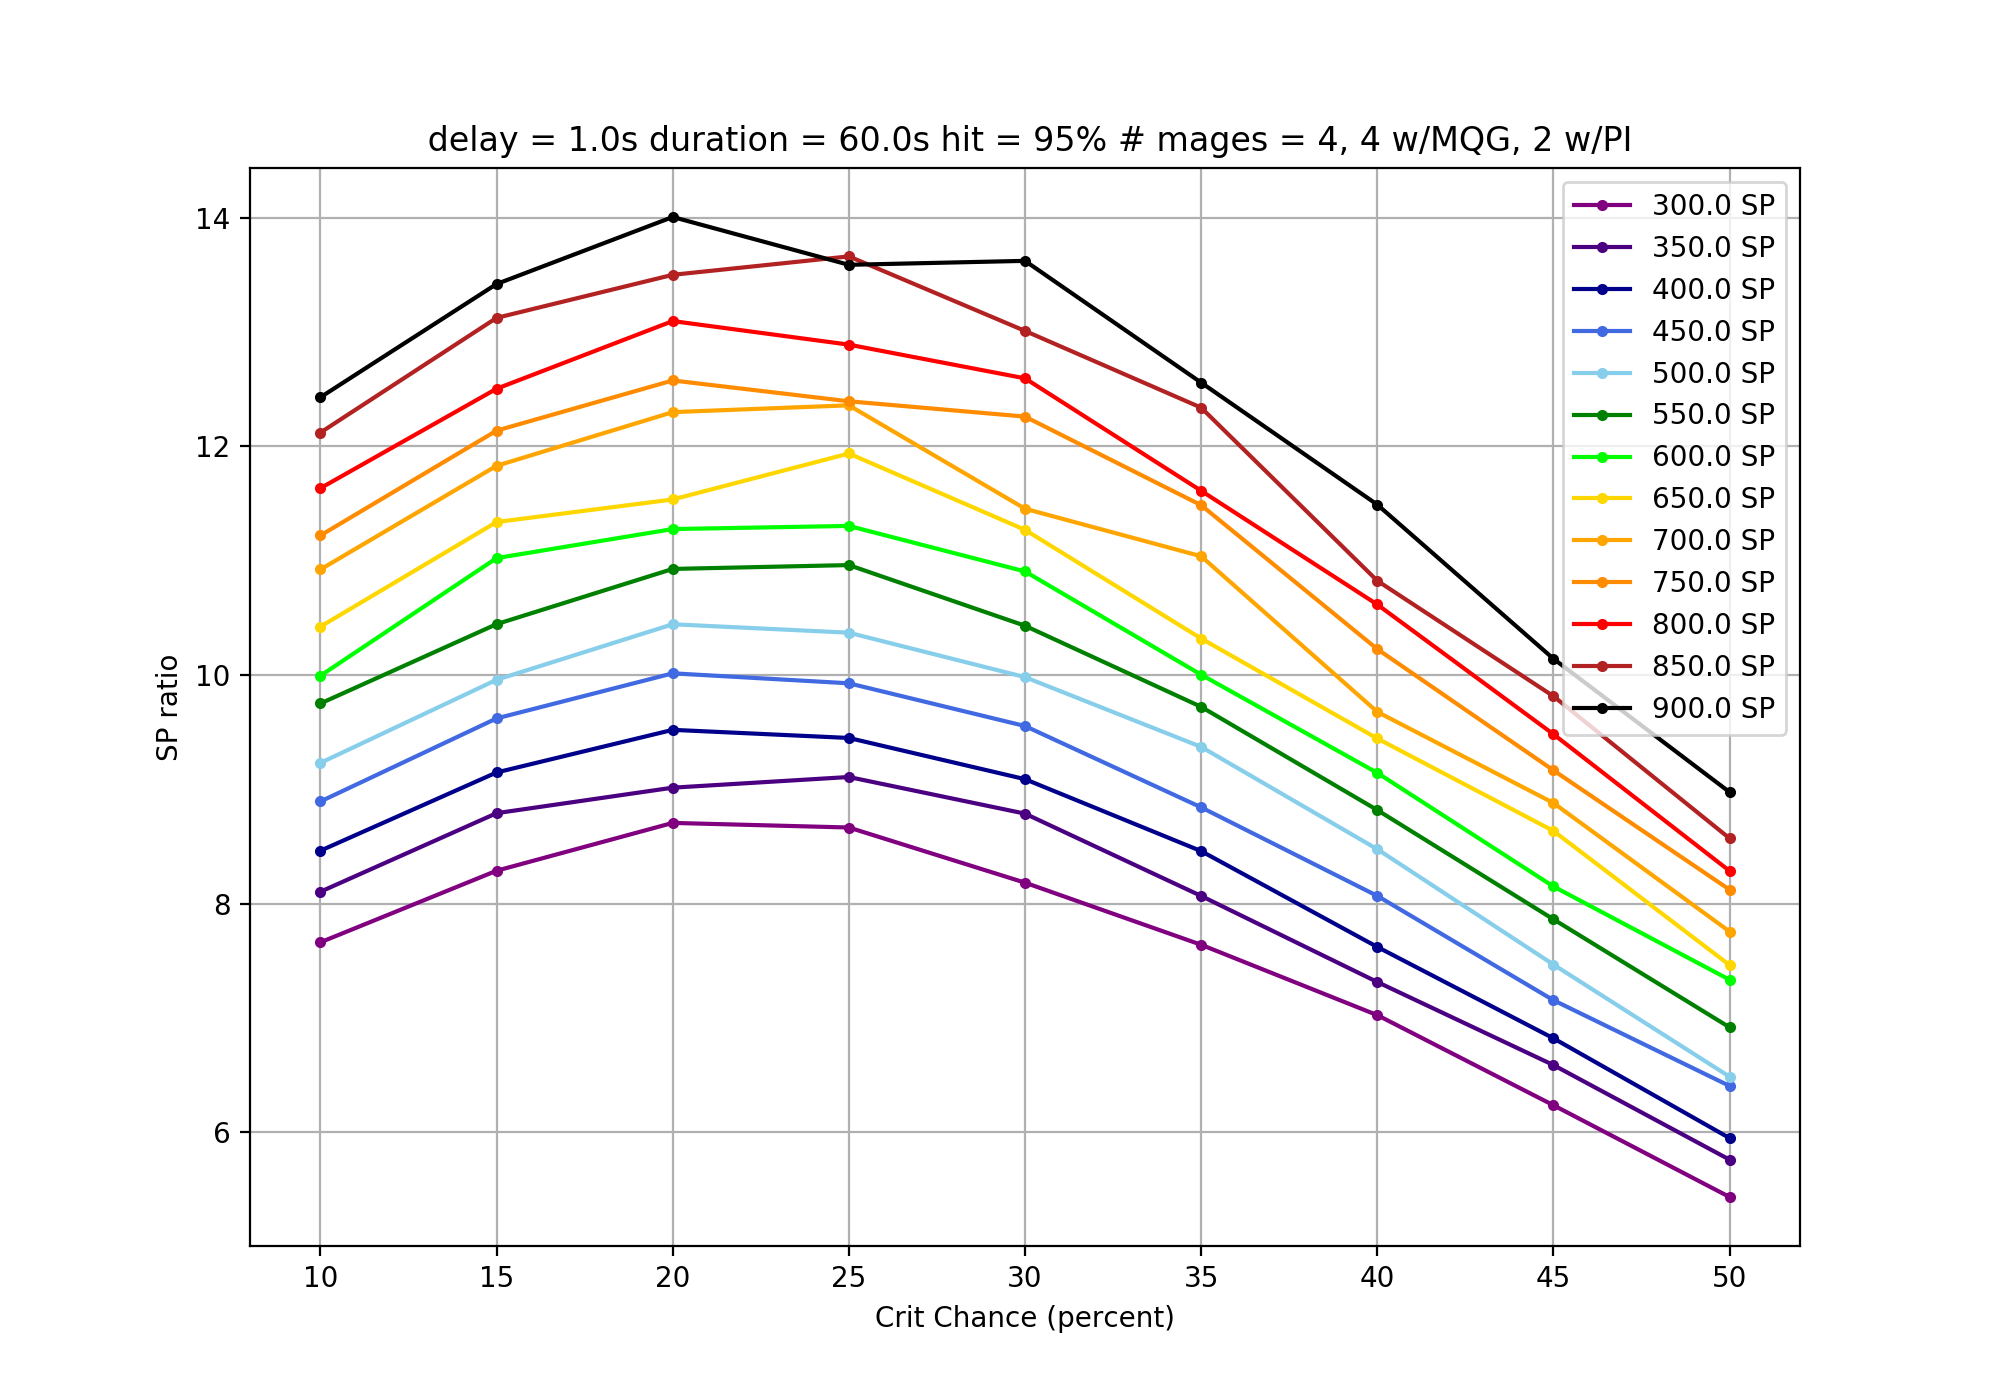 delay = 1.0s duration = 60.0s hit = 95% # mages = 4, 4 w/MQG, 2 w/PI
SP ratio
14
12
10
8
6
300.0 SP
350.0 SP
400.0 SP
450.0 SP
500.0 SP
550.0 SP
600.0 SP
650.0 SP
700.0 SP
750.0 SP
800.0 SP
850.0 SP
900.0 SP
10 15 20 25 30 35 40 45 50
Crit Chance (percent)